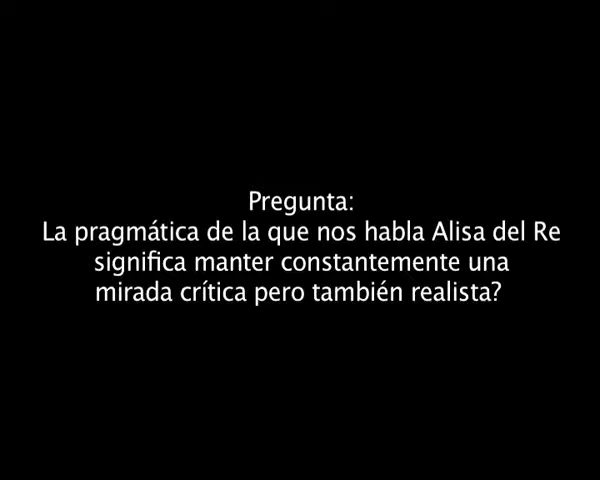 Pregunta:
La pragmática de la que nos habla Alisa del Re
significa manter constantemente una
mirada crítica pero también realista?